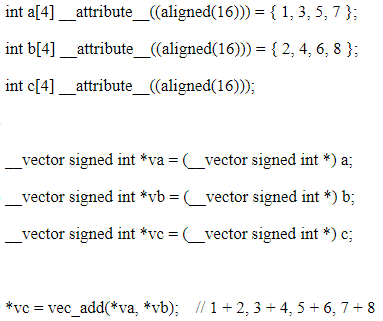 int a[4] __attribute__((aligned(16))) = { 1, 3, 5, 7 };
int b[4] __attribute__((aligned(16))) = { 2, 4, 6, 8 };
int c[4] __attribute__((aligned(16)));
__vector signed int *va = (__vector signed int *) a;
__vector signed int *vb = (__vector signed int *) b;
__vector signed int *vc = (__vector signed int *) c;
*vc = vec_add(*va, *vb);    // 1 + 2, 3 + 4, 5 + 6, 7 + 8